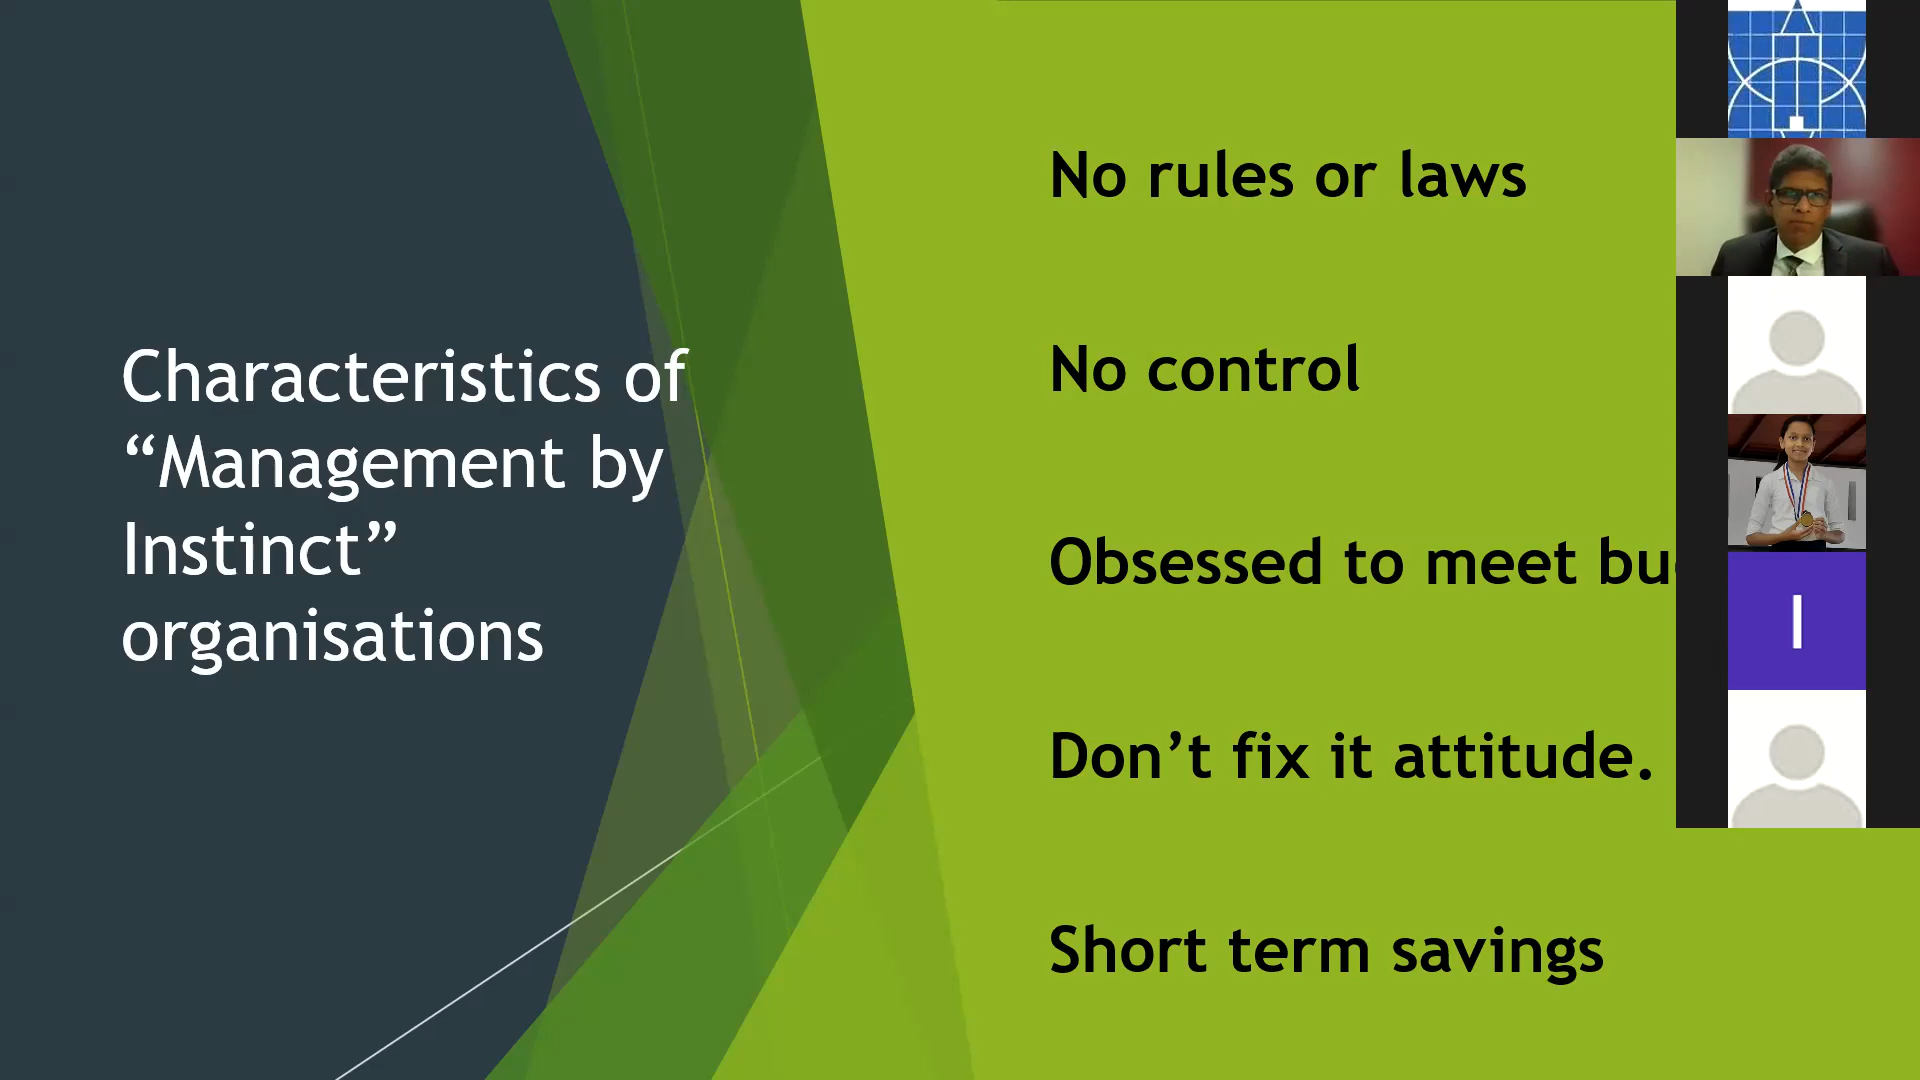 Characteristics of
“Management by
Instinct”
organisations
No rules or laws
No control
Obsessed to meet
Don’t fix it attitude.
Short term savings
I